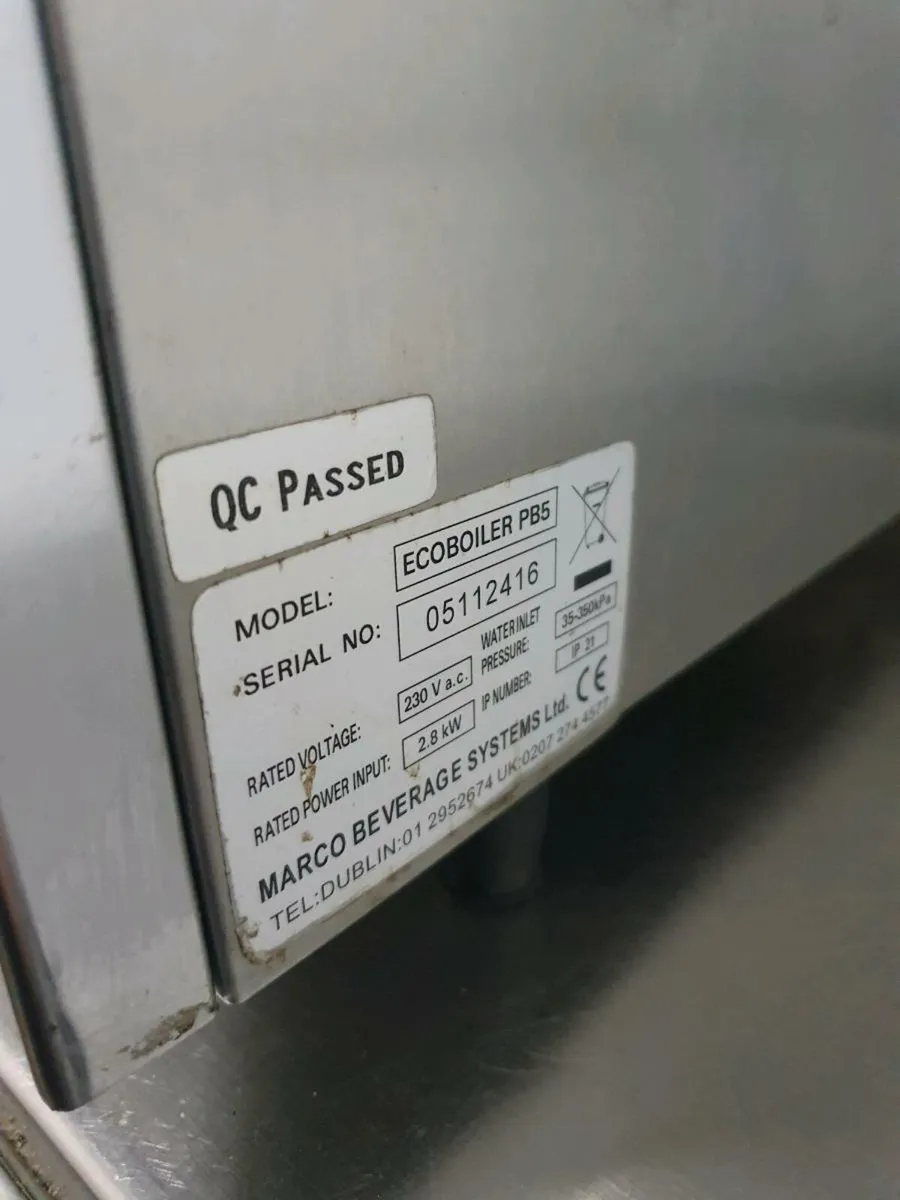 QC PASSED
MODEL: ECOBOILER PB5
SERIAL NO: 05112416
RATED VOLTAGE: 230 V a.c. WATER INLET PRESSURE: 35-350kPa
RATED POWER INPUT: 2.8 kW IP NUMBER: IP 21
MARCO BEVERAGE SYSTEMS Ltd. CE
TEL:DUBLIN:01 2952674 UK:0207 274 4577